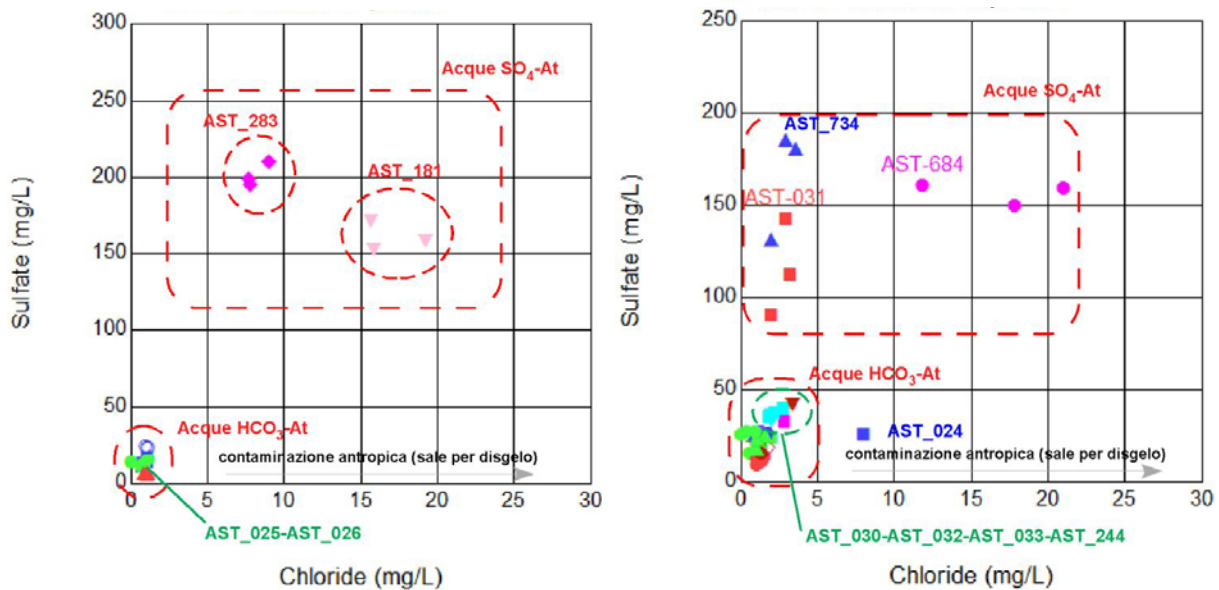 300
250
200
150
100
50
0
Sulfate (mg/L)
Acque SO₄-At
AST_283
AST_181
Acque HCO₃-At
contaminazione antropica (sale per disgelo)
AST_025-AST_026
0 5 10 15 20 25 30
Chloride (mg/L)
250
200
150
100
50
0
Sulfate (mg/L)
Acque SO₄-At
AST_734
AST-684
AST-031
Acque HCO₃-At
AST_024
contaminazione antropica (sale per disgelo)
0 5 10 15 20 25 30
AST_030-AST_032-AST_033-AST_244
Chloride (mg/L)